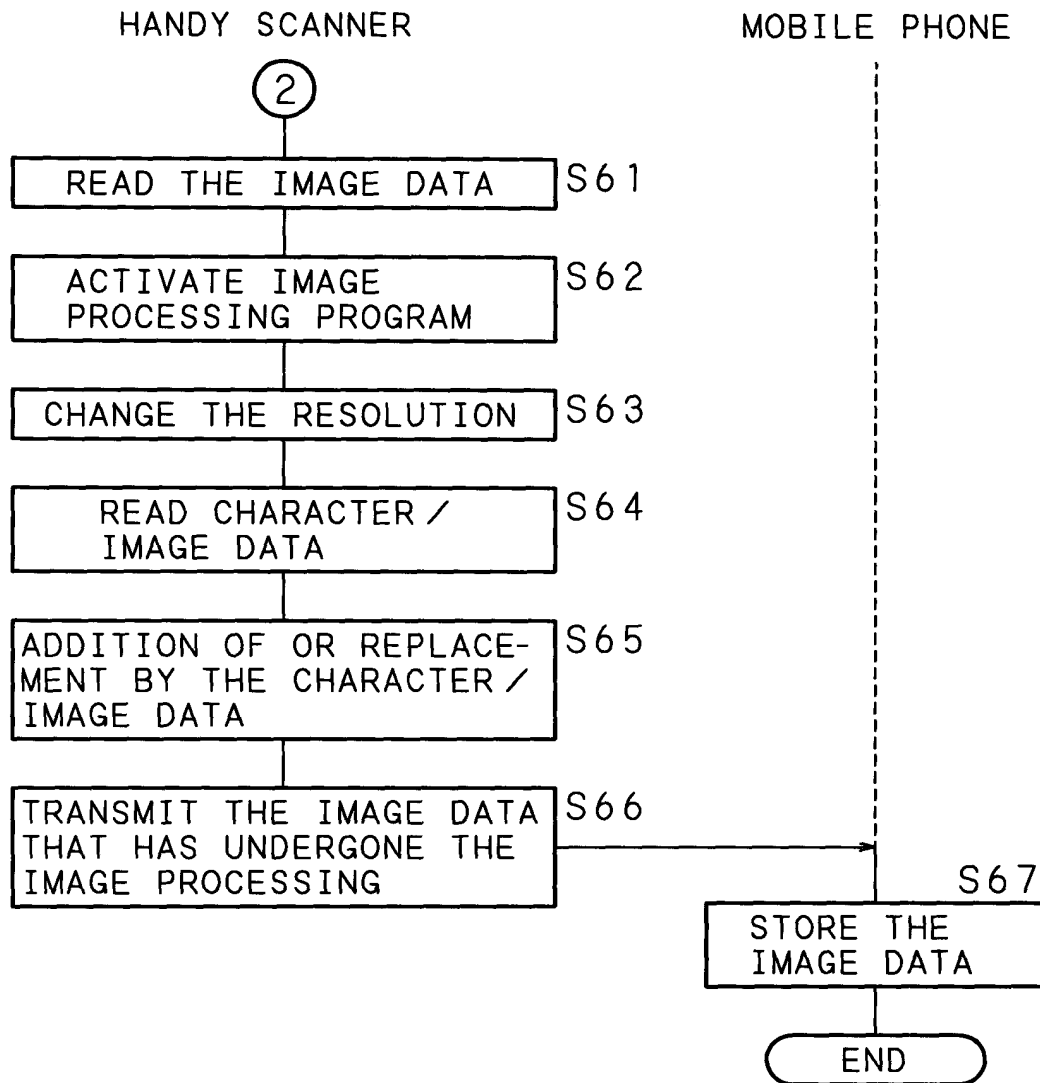 HANDY SCANNER
MOBILE PHONE
2
READ THE IMAGE DATA
S61
ACTIVATE IMAGE
PROCESSING PROGRAM
S62
CHANGE THE RESOLUTION
S63
READ CHARACTER /
IMAGE DATA
S64
ADDITION OF OR REPLACE-
MENT BY THE CHARACTER /
IMAGE DATA
S65
TRANSMIT THE IMAGE DATA
THAT HAS UNDERGONE THE
IMAGE PROCESSING
S66
S67
STORE THE
IMAGE DATA
END